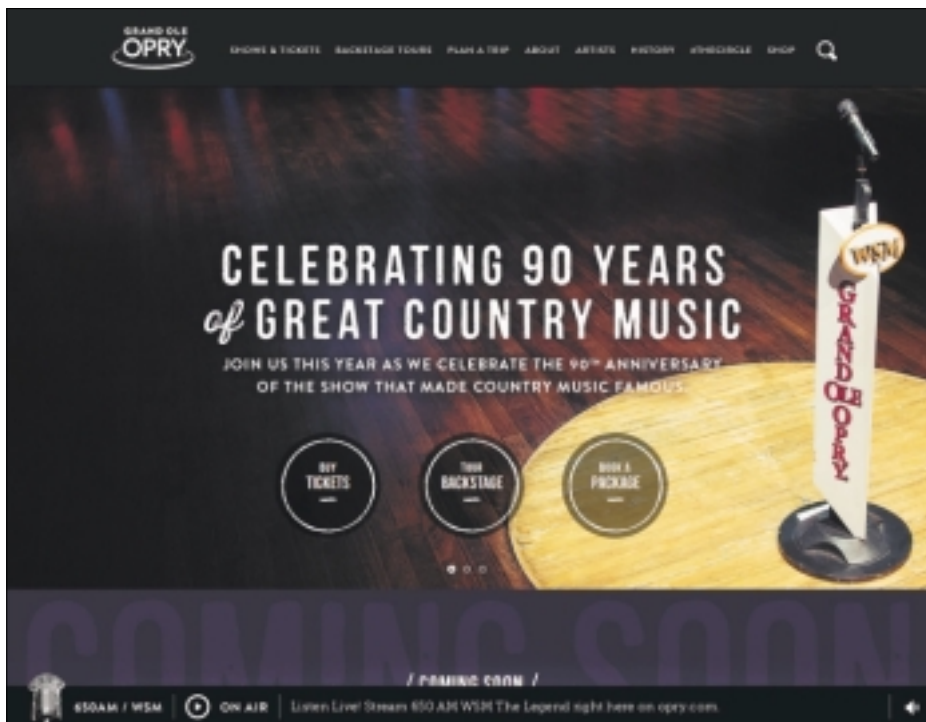 GRAND OLE
OPRY
SHOWS & TICKETS BACKSTAGE TOURS PLAN A TRIP ABOUT ARTISTS HISTORY #THECIRCLE SHOP
CELEBRATING 90 YEARS
of GREAT COUNTRY MUSIC
JOIN US THIS YEAR AS WE CELEBRATE THE 90TH ANNIVERSARY
OF THE SHOW THAT MADE COUNTRY MUSIC FAMOUS.
BUY
TICKETS
TOUR
BACKSTAGE
BOOK A
PACKAGE
WSM
GRAND OLE OPRY
COMING SOON
/ COMING SOON /
650AM / WSM ON AIR Listen Live! Stream 650 AM WSM The Legend right here on opry.com.